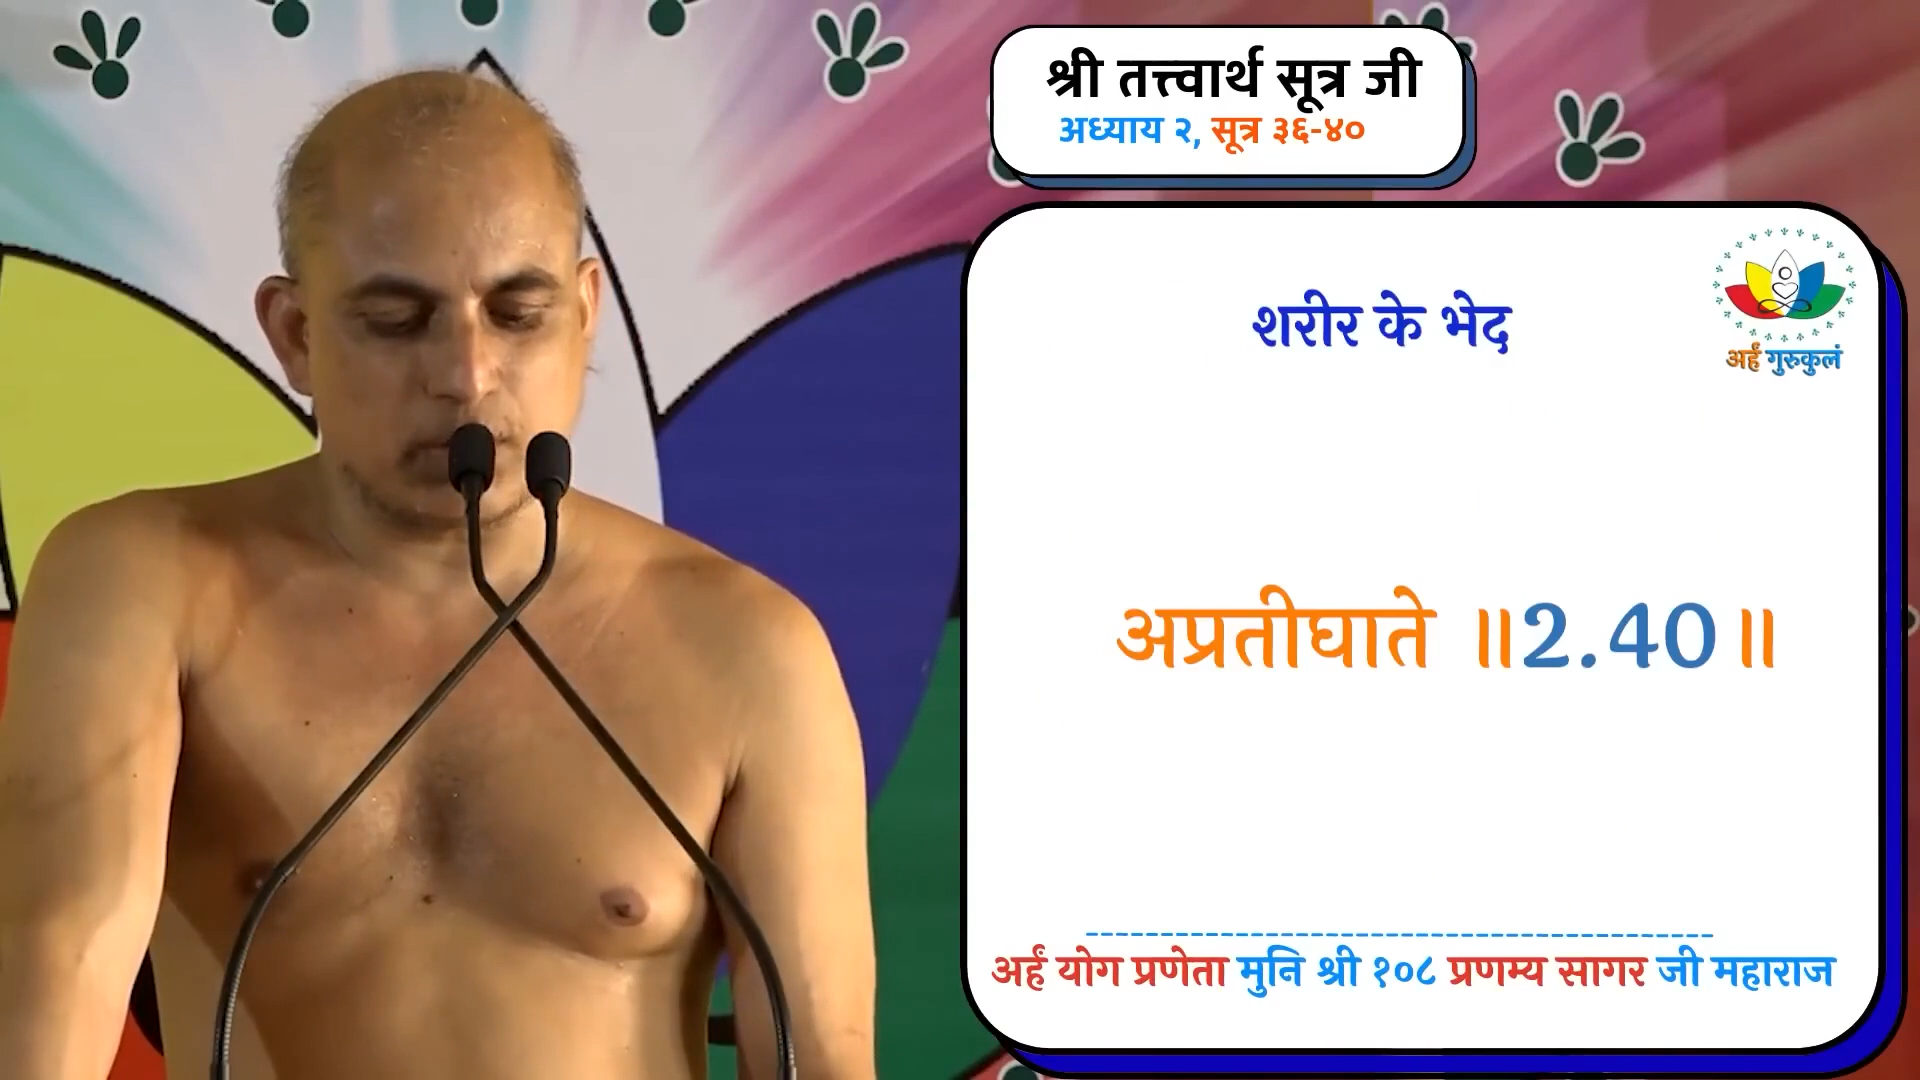 श्री तत्त्वार्थ सूत्र जी
अध्याय २, सूत्र ३६-४०
शरीर के भेद
अर्हं गुरुकुलं
अप्रतीघाते ॥2.40॥
अर्हं योग प्रणेता मुनि श्री १०८ प्रणम्य सागर जी महाराज